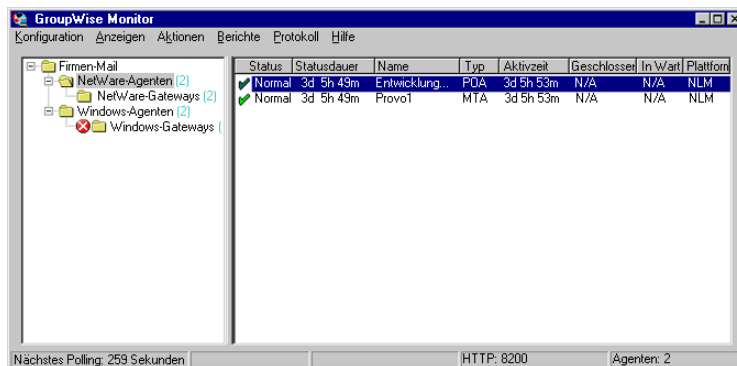 GroupWise Monitor
Konfiguration Anzeigen Aktionen Berichte Protokoll Hilfe
Firmen-Mail
NetWare-Agenten (2)
NetWare-Gateways (2)
Windows-Agenten (2)
Windows-Gateways (
Status Statusdauer Name Typ Aktivzeit Geschlosser In Wart Plattforn
Normal 3d 5h 49m Entwicklung... POA 3d 5h 53m N/A N/A NLM
Normal 3d 5h 49m Provo1 MTA 3d 5h 53m N/A N/A NLM
Nächstes Polling: 259 Sekunden HTTP: 8200 Agenten: 2